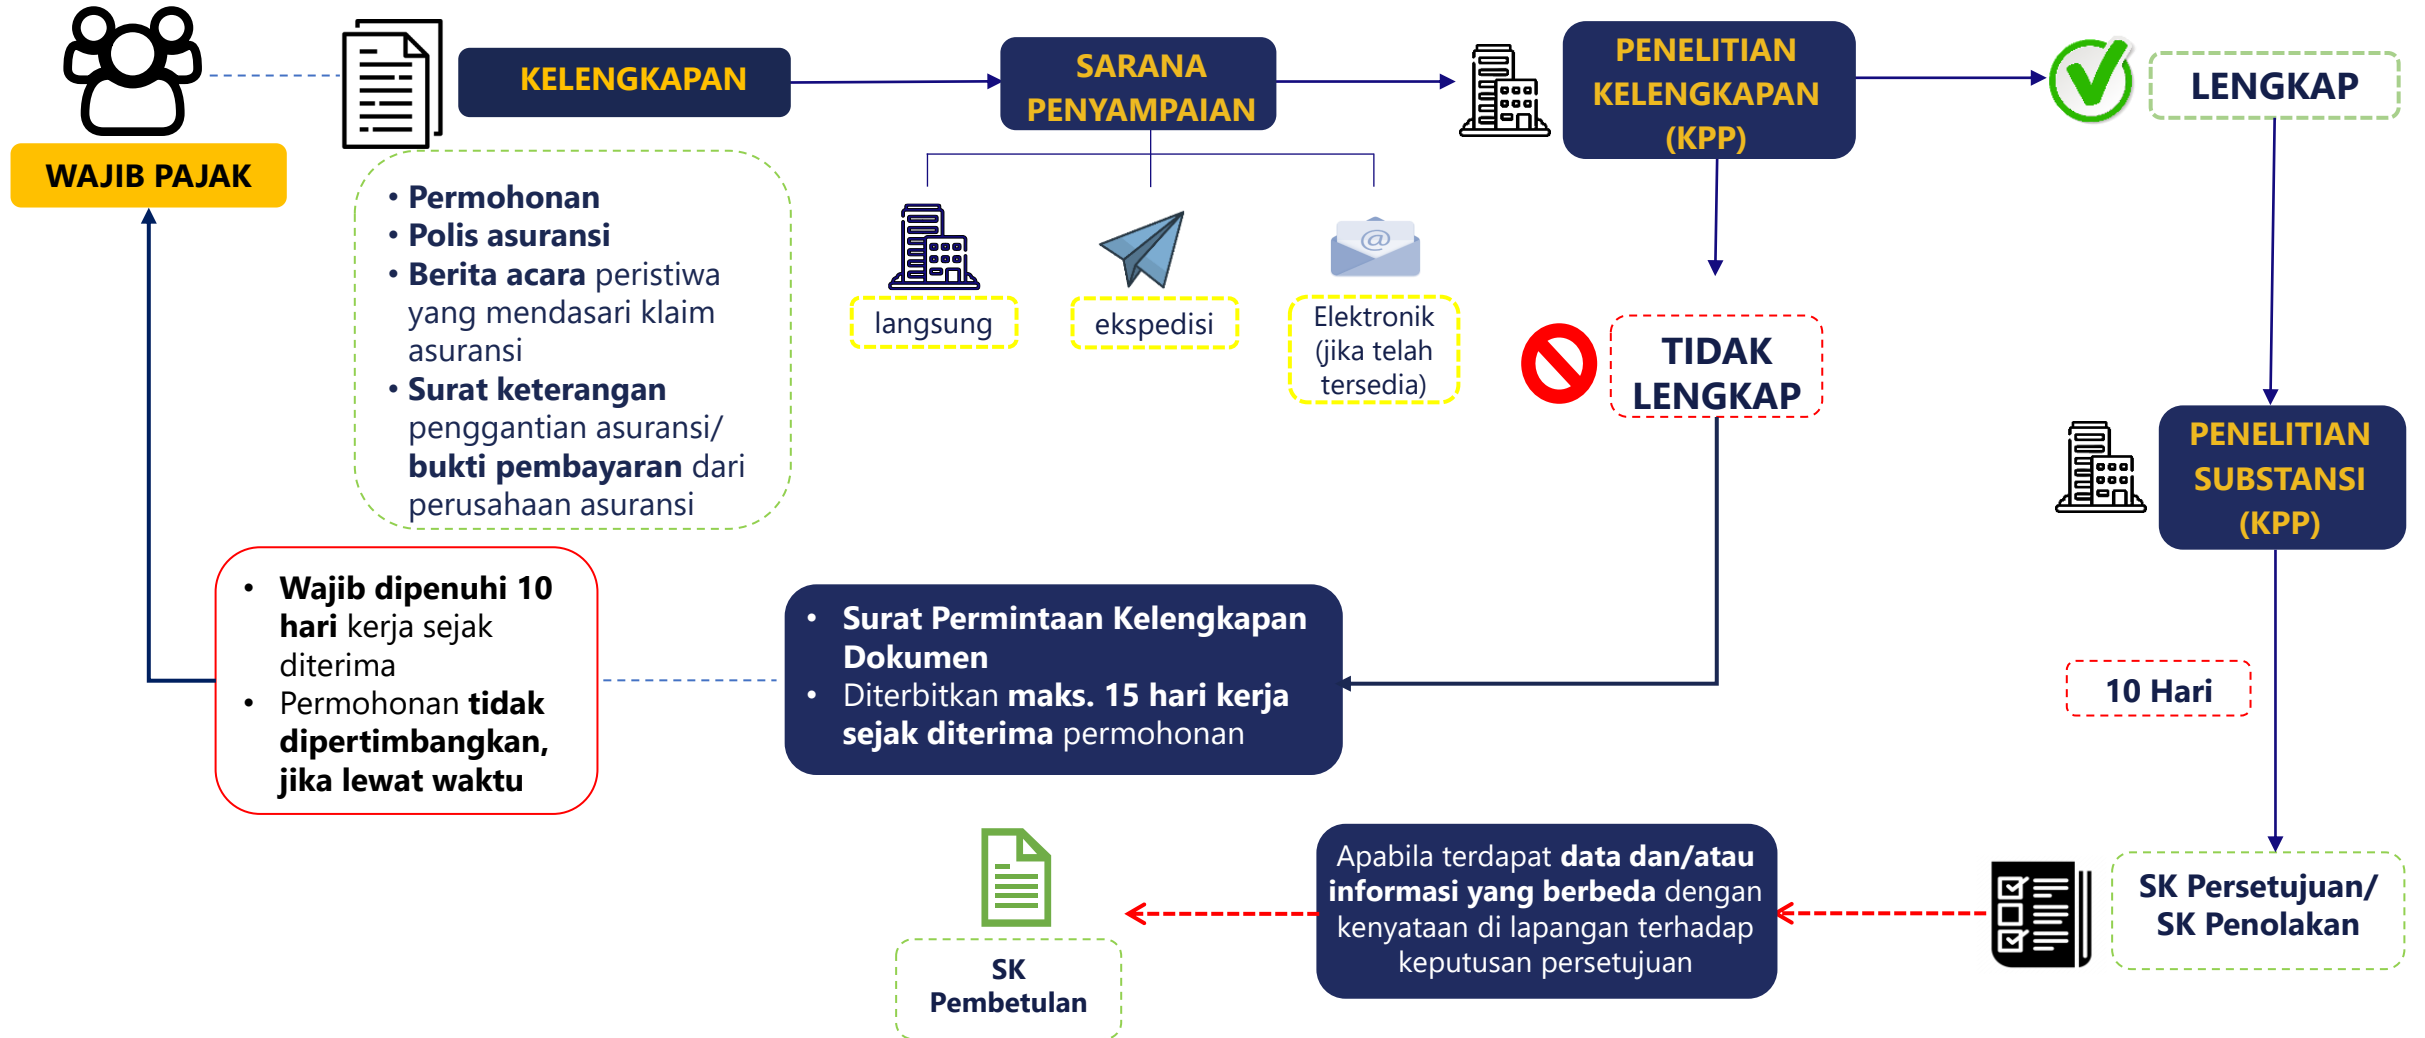 WAJIB PAJAK
KELENGKAPAN
• Permohonan
• Polis asuransi
• Berita acara peristiwa
yang mendasari klaim
asuransi
• Surat keterangan
penggantian asuransi/
bukti pembayaran dari
perusahaan asuransi
SARANA
PENYAMPAIAN
langsung
ekspedisi
@
Elektronik
(jika telah
tersedia)
PENELITIAN
KELENGKAPAN
(KPP)
LENGKAP
TIDAK
LENGKAP
PENELITIAN
SUBSTANSI
(KPP)
• Wajib dipenuhi 10
hari kerja sejak
diterima
• Permohonan tidak
dipertimbangkan,
jika lewat waktu
• Surat Permintaan Kelengkapan
Dokumen
• Diterbitkan maks. 15 hari kerja
sejak diterima permohonan
10 Hari
SK Persetujuan/
SK Penolakan
Apabila terdapat data dan/atau
informasi yang berbeda dengan
kenyataan di lapangan terhadap
keputusan persetujuan
SK
Pembetulan